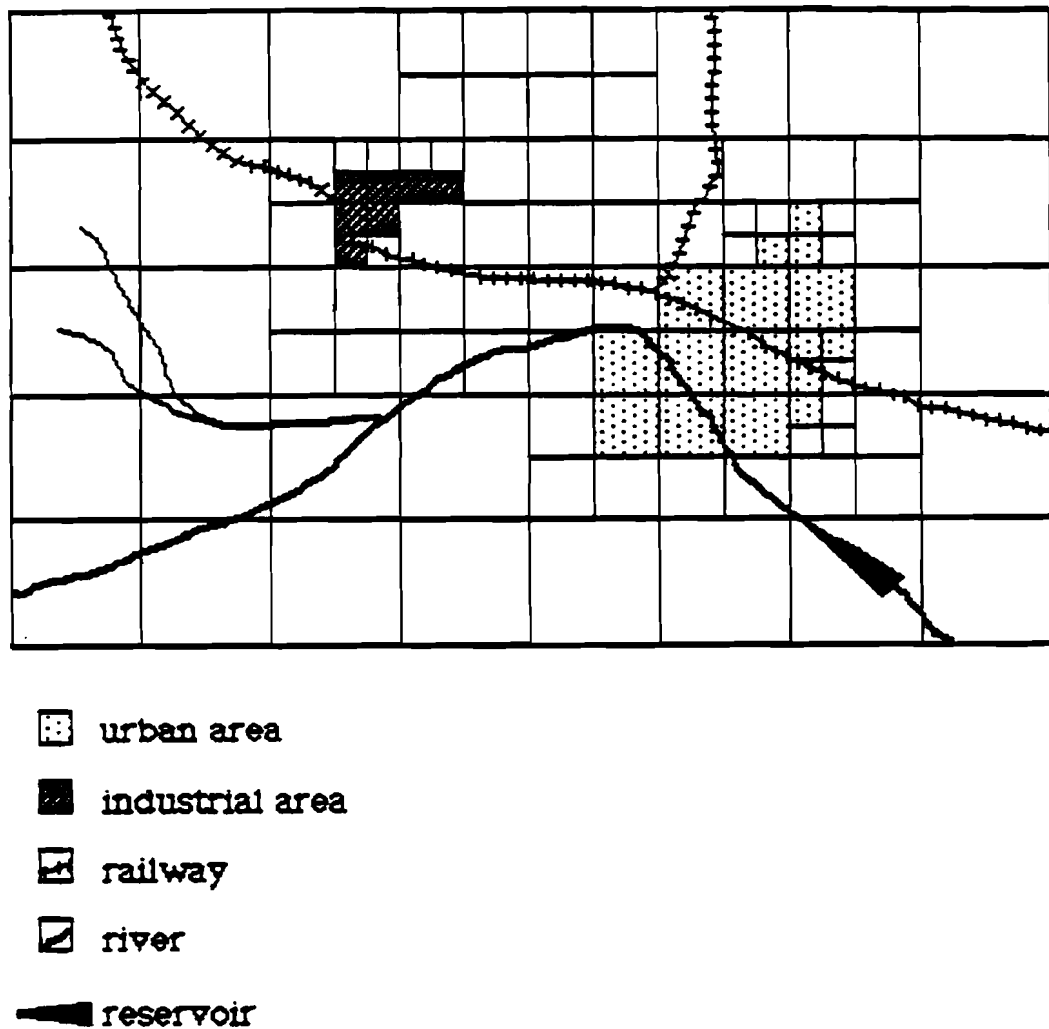 urban area
industrial area
railway
river
reservoir